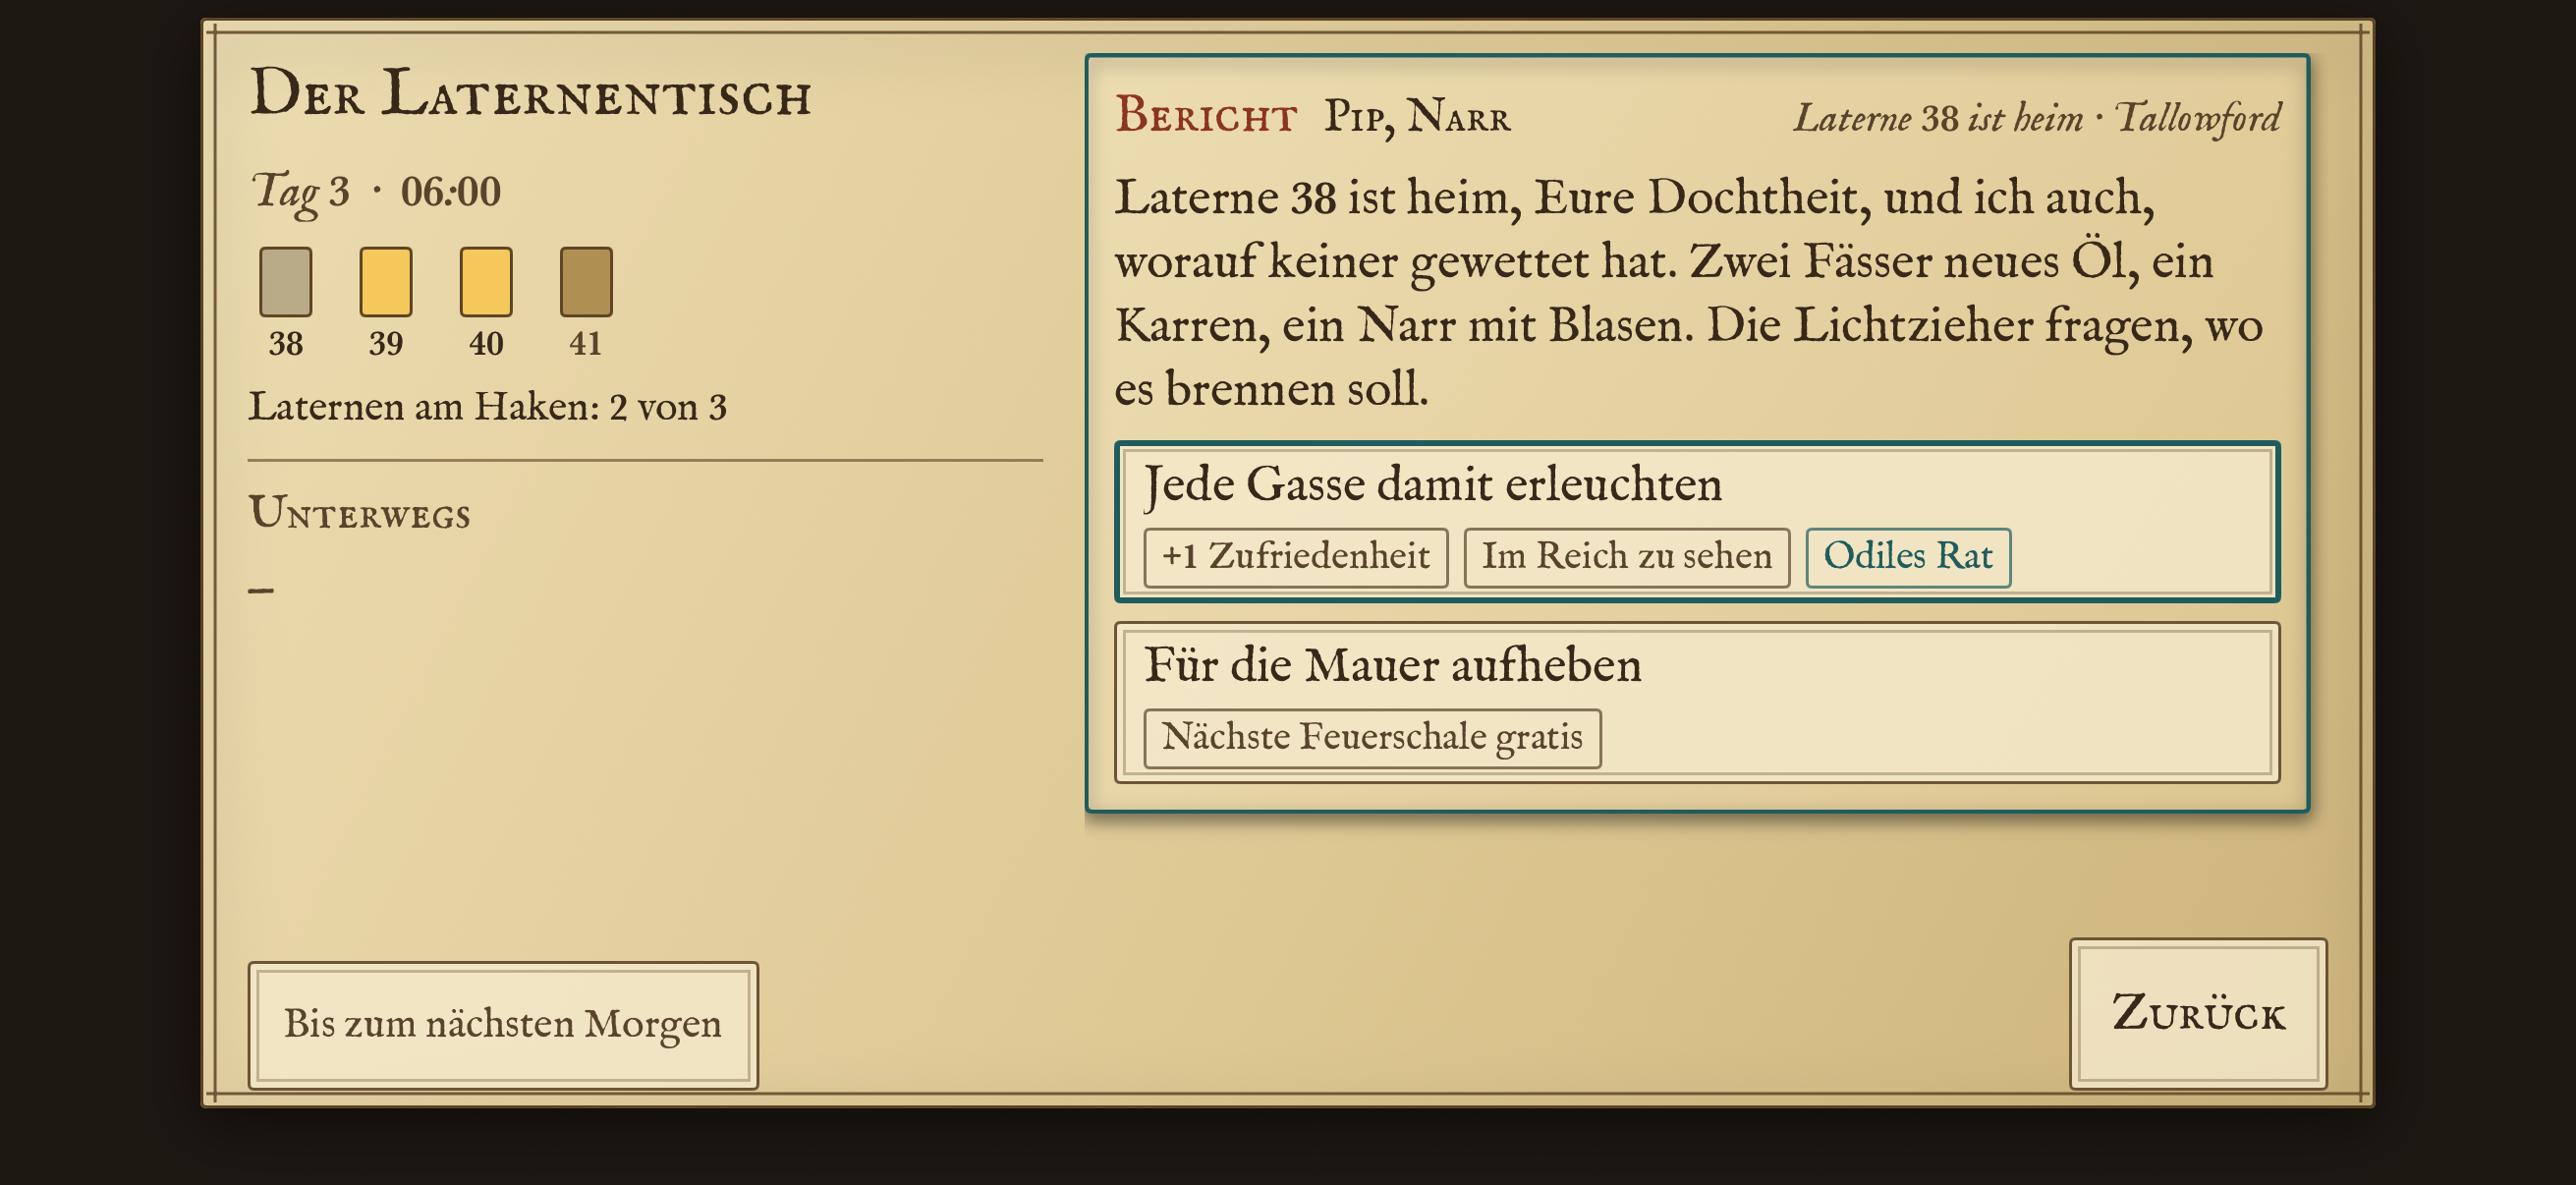 Der Laternentisch
Tag 3 · 06:00
38 39 40 41
Laternen am Haken: 2 von 3
Unterwegs
–
Bis zum nächsten Morgen
Bericht Pip, Narr
Laterne 38 ist heim · Tallowford
Laterne 38 ist heim, Eure Dochtheit, und ich auch,
worauf keiner gewettet hat. Zwei Fässer neues Öl, ein
Karren, ein Narr mit Blasen. Die Lichtzieher fragen, wo
es brennen soll.
Jede Gasse damit erleuchten
+1 Zufriedenheit Im Reich zu sehen Odiles Rat
Für die Mauer aufheben
Nächste Feuerschale gratis
Zurück